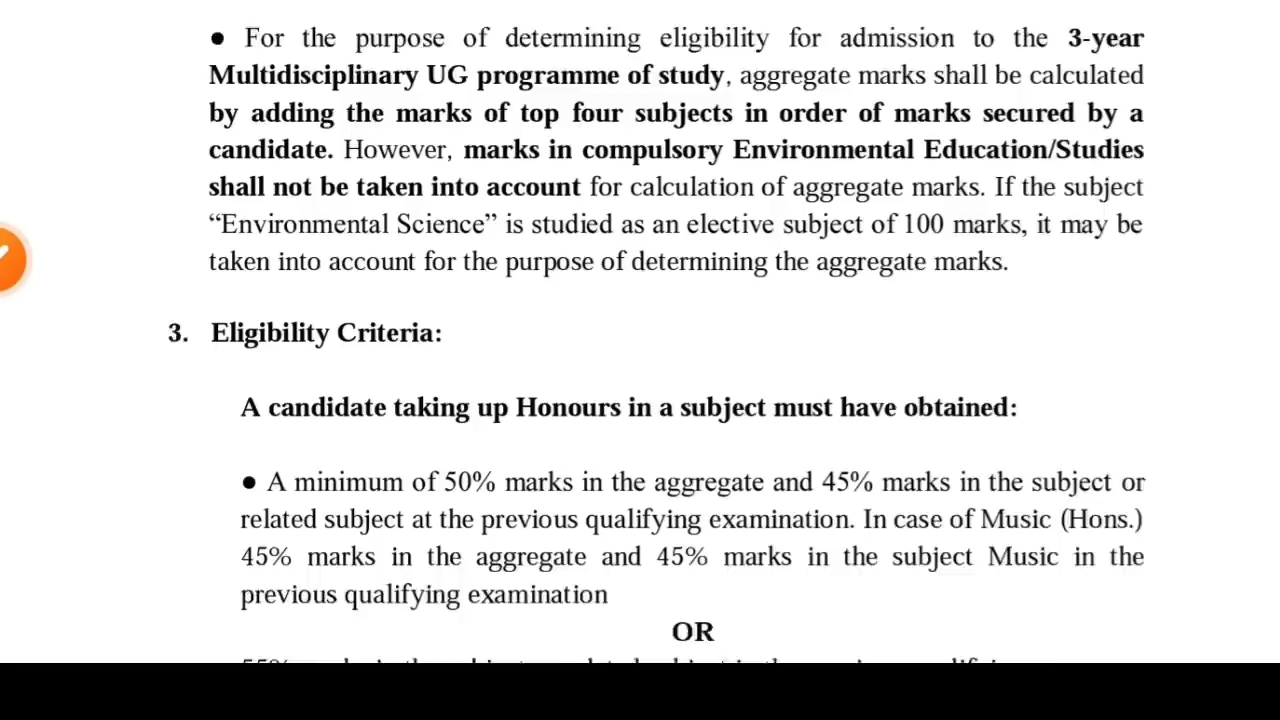 ● For the purpose of determining eligibility for admission to the 3-year
Multidisciplinary UG programme of study, aggregate marks shall be calculated
by adding the marks of top four subjects in order of marks secured by a
candidate. However, marks in compulsory Environmental Education/Studies
shall not be taken into account for calculation of aggregate marks. If the subject
“Environmental Science” is studied as an elective subject of 100 marks, it may be
taken into account for the purpose of determining the aggregate marks.
3. Eligibility Criteria:
A candidate taking up Honours in a subject must have obtained:
● A minimum of 50% marks in the aggregate and 45% marks in the subject or
related subject at the previous qualifying examination. In case of Music (Hons.)
45% marks in the aggregate and 45% marks in the subject Music in the
previous qualifying examination
OR